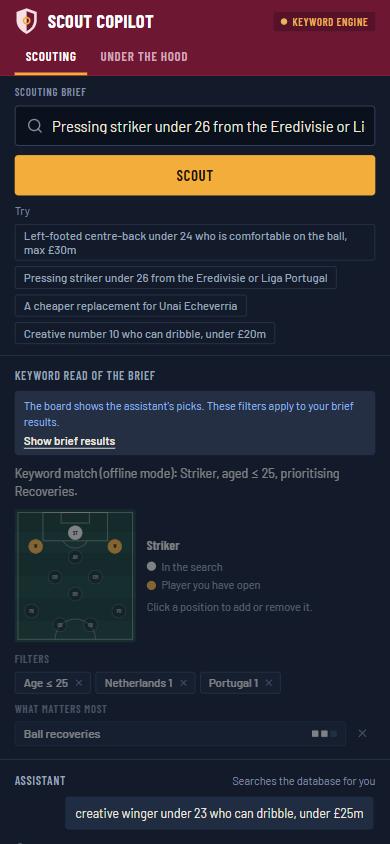 SCOUT COPILOT
KEYWORD ENGINE
SCOUTING
UNDER THE HOOD
SCOUTING BRIEF
Pressing striker under 26 from the Eredivisie or Li
SCOUT
Try
Left-footed centre-back under 24 who is comfortable on the ball,
max £30m
Pressing striker under 26 from the Eredivisie or Liga Portugal
A cheaper replacement for Unai Echeverria
Creative number 10 who can dribble, under £20m
KEYWORD READ OF THE BRIEF
The board shows the assistant's picks. These filters apply to your brief
results.
Show brief results
Keyword match (offline mode): Striker, aged ≤ 25, prioritising
Recoveries.
ST
Striker
In the search
Player you have open
Click a position to add or remove it.
FILTERS
Age ≤ 25 ×
Netherlands 1 ×
Portugal 1 ×
WHAT MATTERS MOST
Ball recoveries ×
ASSISTANT
Searches the database for you
creative winger under 23 who can dribble, under £25m